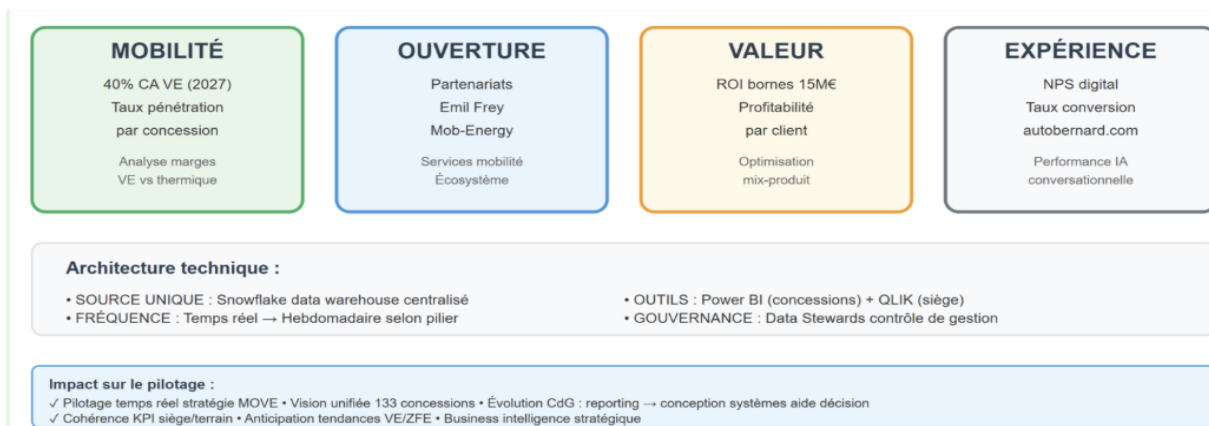 MOBILITÉ
40% CA VE (2027)
Taux pénétration
par concession
Analyse marges
VE vs thermique
OUVERTURE
Partenariats
Emil Frey
Mob-Energy
Services mobilité
Écosystème
VALEUR
ROI bornes 15M€
Profitabilité
par client
Optimisation
mix-produit
EXPÉRIENCE
NPS digital
Taux conversion
autobernard.com
Performance IA
conversationnelle
Architecture technique :
• SOURCE UNIQUE : Snowflake data warehouse centralisé
• FRÉQUENCE : Temps réel → Hebdomadaire selon pilier
• OUTILS : Power BI (concessions) + QLIK (siège)
• GOUVERNANCE : Data Stewards contrôle de gestion
Impact sur le pilotage :
✓ Pilotage temps réel stratégie MOVE • Vision unifiée 133 concessions • Évolution CdG : reporting → conception systèmes aide décision
✓ Cohérence KPI siège/terrain • Anticipation tendances VE/ZFE • Business intelligence stratégique